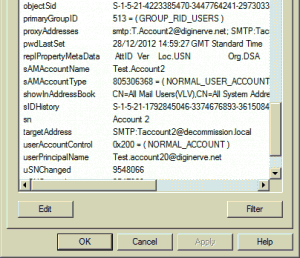 objectSid S-1-5-21-4223385470-3447764241-2973033
primaryGroupID 513 = ( GROUP_RID_USERS )
proxyAddresses smtp:T.Account2@diginerve.net; SMTP:Tacc
pwdLastSet 28/12/2012 14:59:27 GMT Standard Time
replPropertyMetaData AttID Ver Loc.USN Org.DSA
sAMAccountName Test.Account2
sAMAccountType 805306368 = ( NORMAL_USER_ACCOUNT
showInAddressBook CN=All Mail Users(VLV),CN=All System Addre
sIDHistory S-1-5-21-1792845046-3374676893-3615084
sn Account 2
targetAddress SMTP:Taccount2@decommission.local
userAccountControl 0x200 = ( NORMAL_ACCOUNT )
userPrincipalName Test.account20@diginerve.net
uSNChanged 9548066
Edit Filter
OK Cancel Apply Help